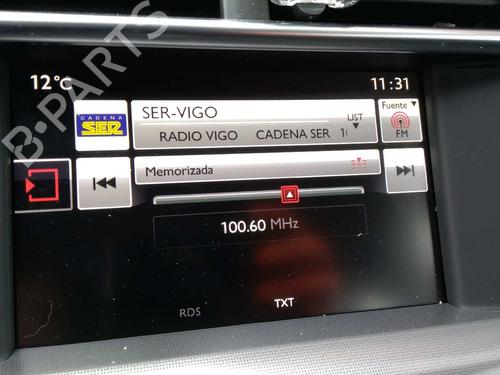 B-PARTS
12°C
11:31
CADENA
SER
SER-VIGO
LIST
Fuente
RADIO VIGO CADENA SER
FM
Memorizada
100.60 MHz
RDS
TXT